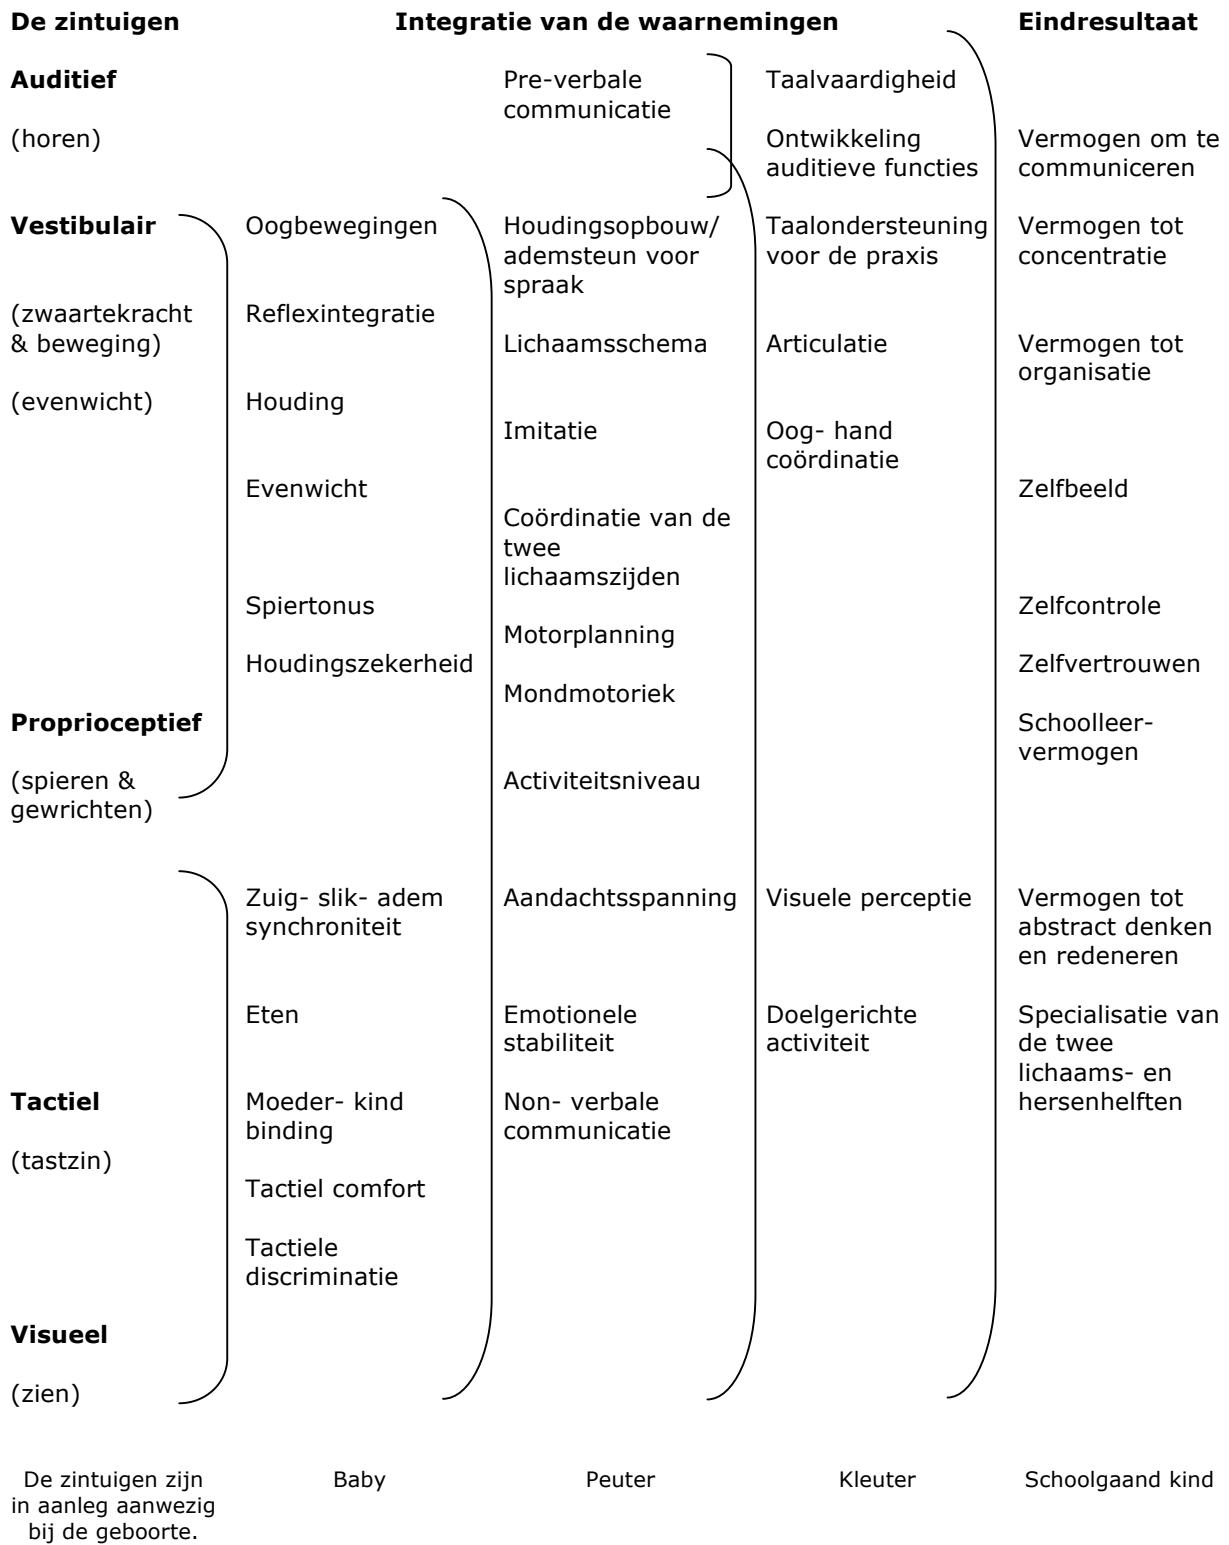 De zintuigen
Integratie van de waarnemingen
Eindresultaat
Auditief
(horen)
Vestibulair
(zwaartekracht
& beweging)
(evenwicht)
Proprioceptief
(spieren &
gewrichten)
Tactiel
(tastzin)
Visueel
(zien)
De zintuigen zijn
in aanleg aanwezig
bij de geboorte.
Oogbewegingen
Reflexintegratie
Houding
Evenwicht
Spiertonus
Houdingszekerheid
Zuig- slik- adem
synchroniteit
Eten
Moeder- kind
binding
Tactiel comfort
Tactiele
discriminatie
Baby
Pre-verbale
communicatie
Houdingsopbouw/
ademsteun voor
spraak
Lichaamsschema
Imitatie
Coördinatie van de
twee
lichaamszijden
Motorplanning
Mondmotoriek
Activiteitsniveau
Aandachtsspanning
Emotionele
stabiliteit
Non- verbale
communicatie
Peuter
Taalvaardigheid
Ontwikkeling
auditieve functies
Taalondersteuning
voor de praxis
Articulatie
Oog- hand
coördinatie
Visuele perceptie
Doelgerichte
activiteit
Kleuter
Vermogen om te
communiceren
Vermogen tot
concentratie
Vermogen tot
organisatie
Zelfbeeld
Zelfcontrole
Zelfvertrouwen
Schoolleer-
vermogen
Vermogen tot
abstract denken
en redeneren
Specialisatie van
de twee
lichaams- en
hersenhelften
Schoolgaand kind